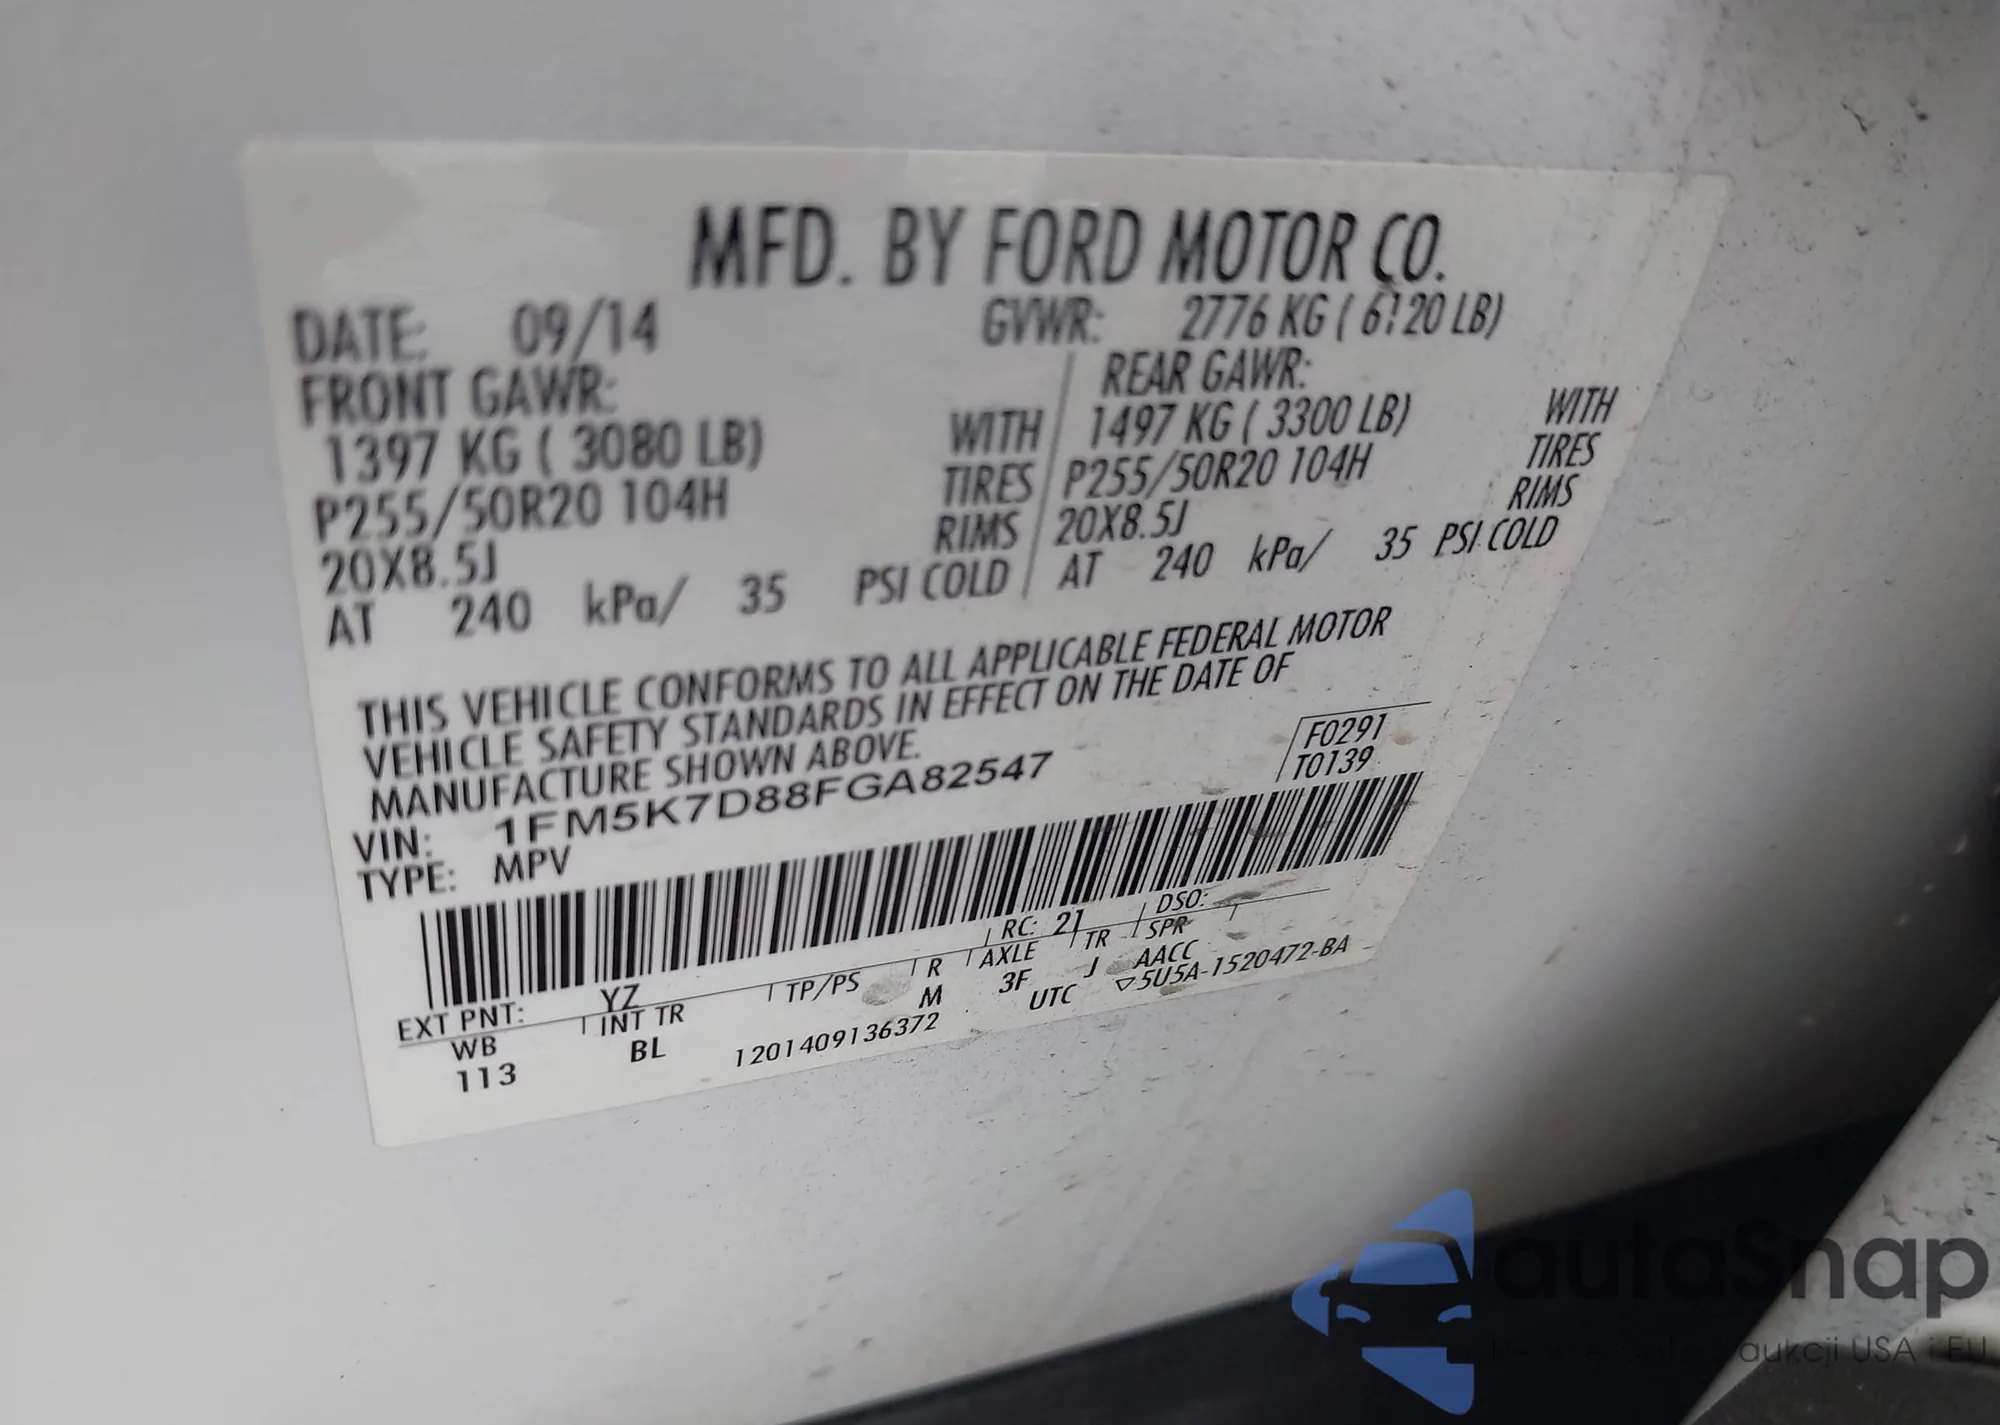 MFD. BY FORD MOTOR CO.
DATE: 09/14 GVWR: 2776 KG ( 6120 LB)
FRONT GAWR: REAR GAWR:
1397 KG ( 3080 LB) WITH 1497 KG ( 3300 LB) WITH
P255/50R20 104H TIRES P255/50R20 104H TIRES
20X8.5J RIMS 20X8.5J RIMS
AT 240 kPa/ 35 PSI COLD AT 240 kPa/ 35 PSI COLD
THIS VEHICLE CONFORMS TO ALL APPLICABLE FEDERAL MOTOR
VEHICLE SAFETY STANDARDS IN EFFECT ON THE DATE OF
MANUFACTURE SHOWN ABOVE.
F0291
T0139
VIN: 1FM5K7D88FGA82547
TYPE: MPV
EXT PNT: YZ RC: 21 DSO:
WB INT TR TP/PS R AXLE TR SPR
113 BL M 3F J AACC
1201409136372 UTC ▽5U5A-1520472-BA
autaSnap
aukcji USA i EU